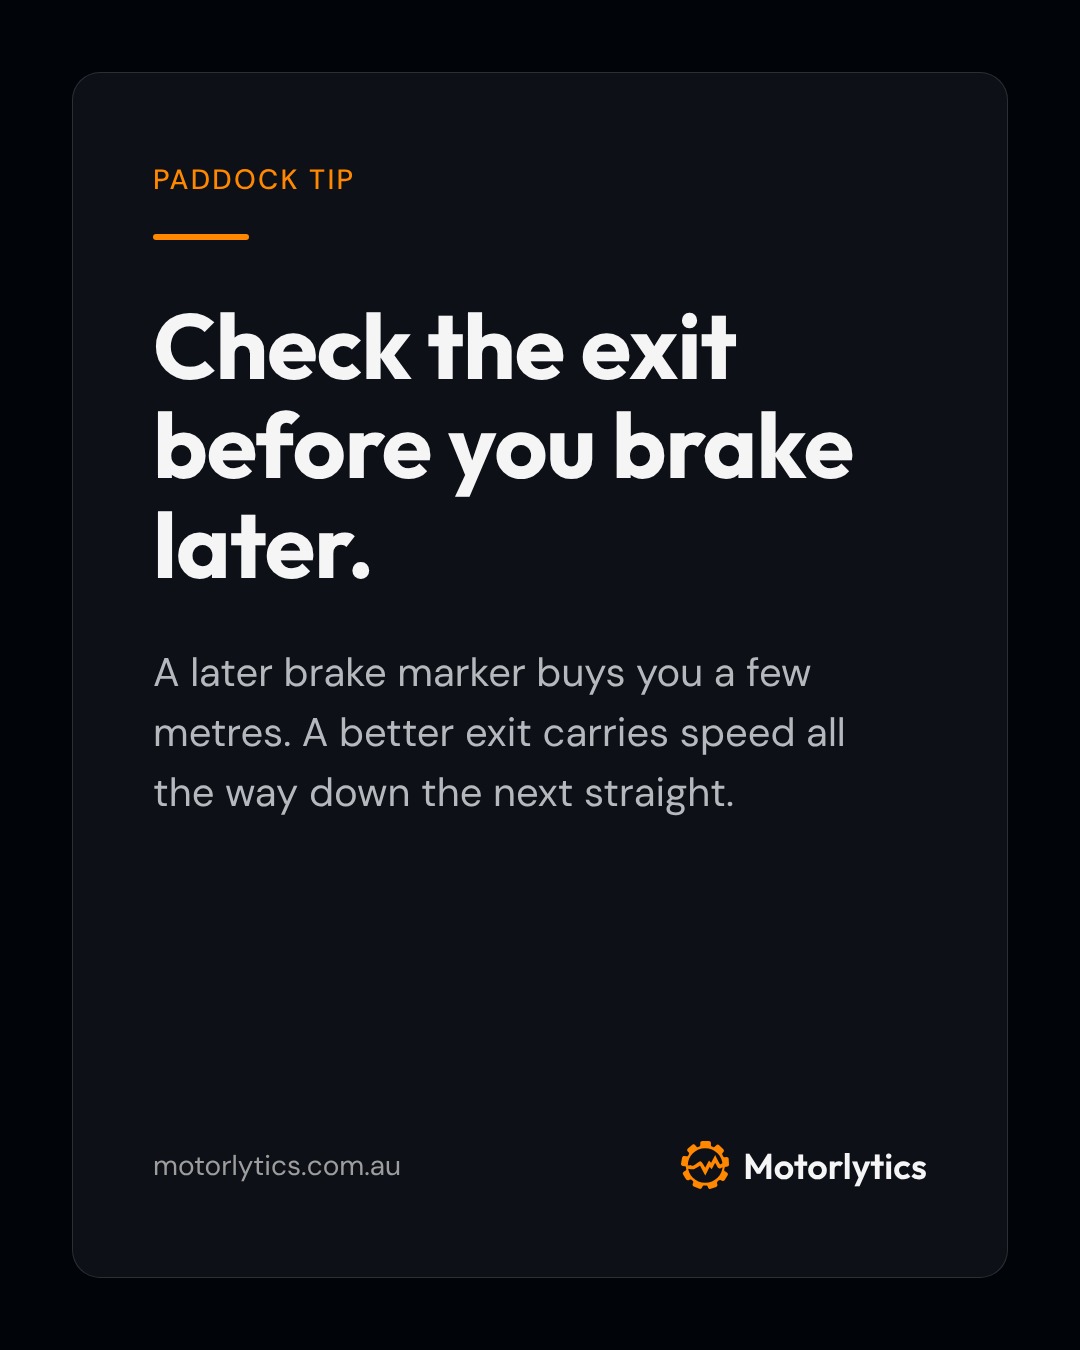 PADDOCK TIP
Check the exit
before you brake
later.
A later brake marker buys you a few
metres. A better exit carries speed all
the way down the next straight.
motorlytics.com.au
Motorlytics